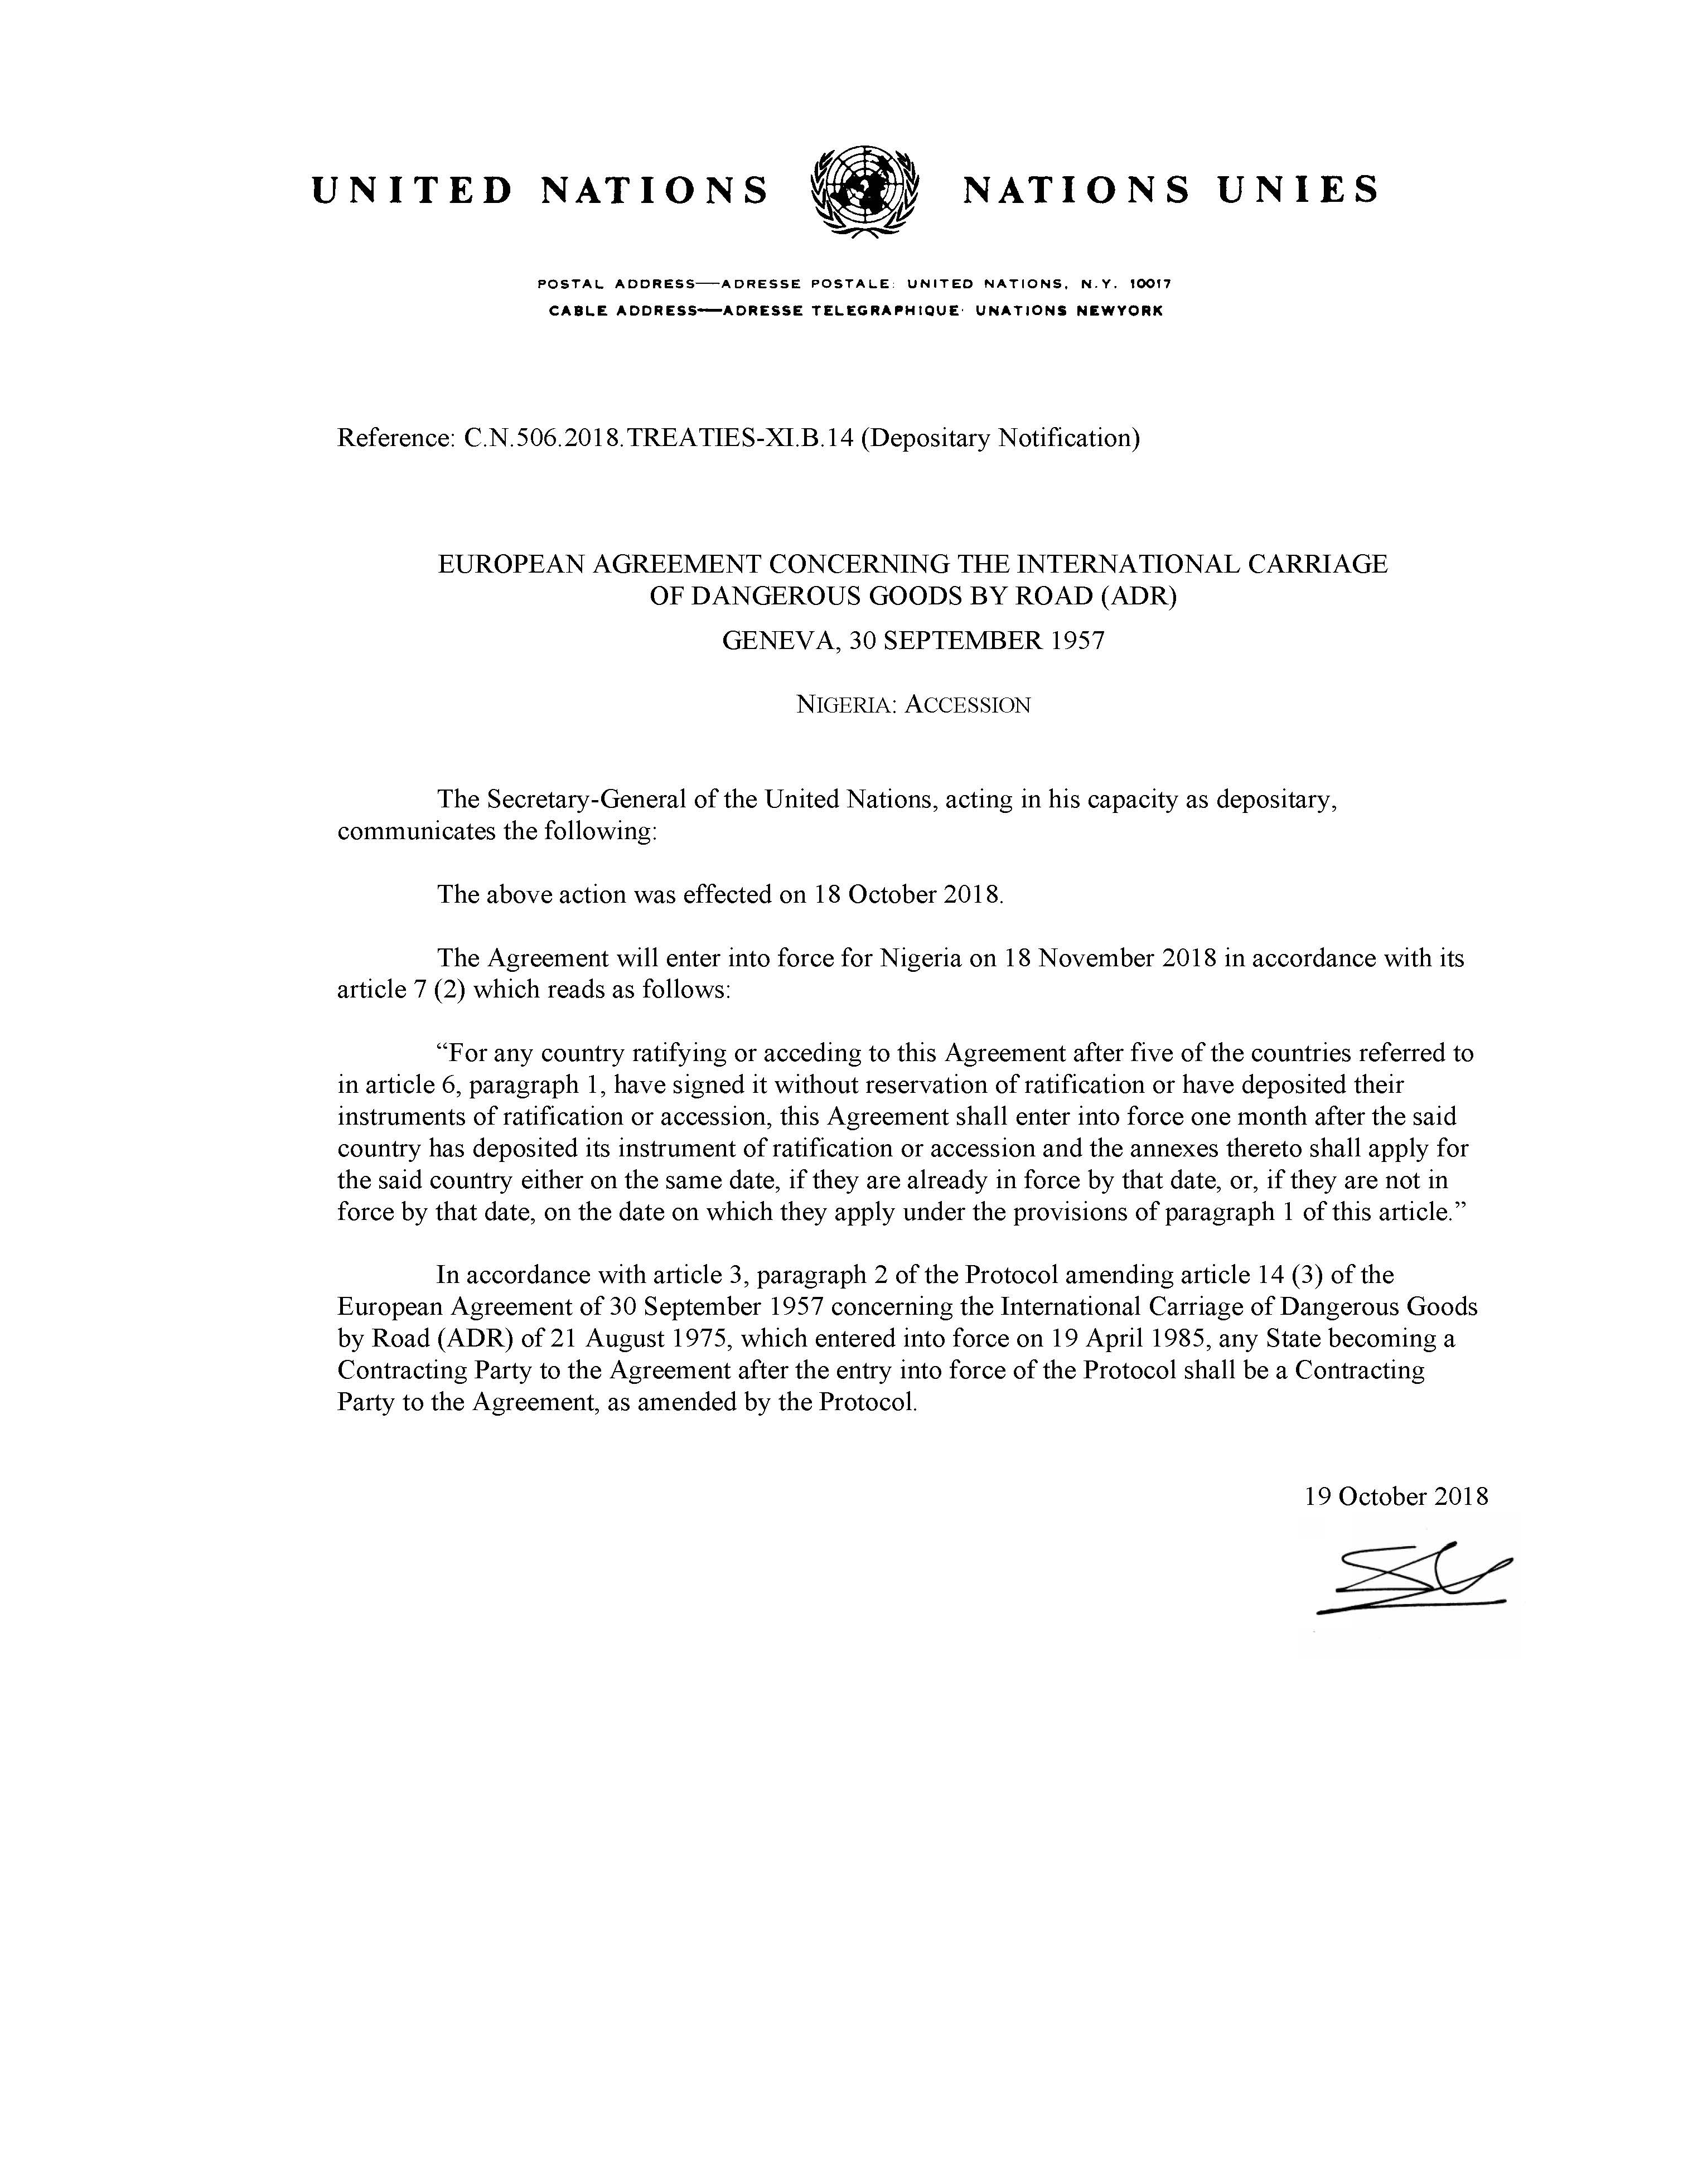 UNITED NATIONS NATIONS UNIES
POSTAL ADDRESS—ADRESSE POSTALE: UNITED NATIONS, N.Y. 10017
CABLE ADDRESS—ADRESSE TELEGRAPHIQUE: UNATIONS NEWYORK
Reference: C.N.506.2018.TREATIES-XI.B.14 (Depositary Notification)
EUROPEAN AGREEMENT CONCERNING THE INTERNATIONAL CARRIAGE
OF DANGEROUS GOODS BY ROAD (ADR)
GENEVA, 30 SEPTEMBER 1957
NIGERIA: ACCESSION
The Secretary-General of the United Nations, acting in his capacity as depositary,
communicates the following:
The above action was effected on 18 October 2018.
The Agreement will enter into force for Nigeria on 18 November 2018 in accordance with its
article 7 (2) which reads as follows:
“For any country ratifying or acceding to this Agreement after five of the countries referred to
in article 6, paragraph 1, have signed it without reservation of ratification or have deposited their
instruments of ratification or accession, this Agreement shall enter into force one month after the said
country has deposited its instrument of ratification or accession and the annexes thereto shall apply for
the said country either on the same date, if they are already in force by that date, or, if they are not in
force by that date, on the date on which they apply under the provisions of paragraph 1 of this article.”
In accordance with article 3, paragraph 2 of the Protocol amending article 14 (3) of the
European Agreement of 30 September 1957 concerning the International Carriage of Dangerous Goods
by Road (ADR) of 21 August 1975, which entered into force on 19 April 1985, any State becoming a
Contracting Party to the Agreement after the entry into force of the Protocol shall be a Contracting
Party to the Agreement, as amended by the Protocol.
19 October 2018